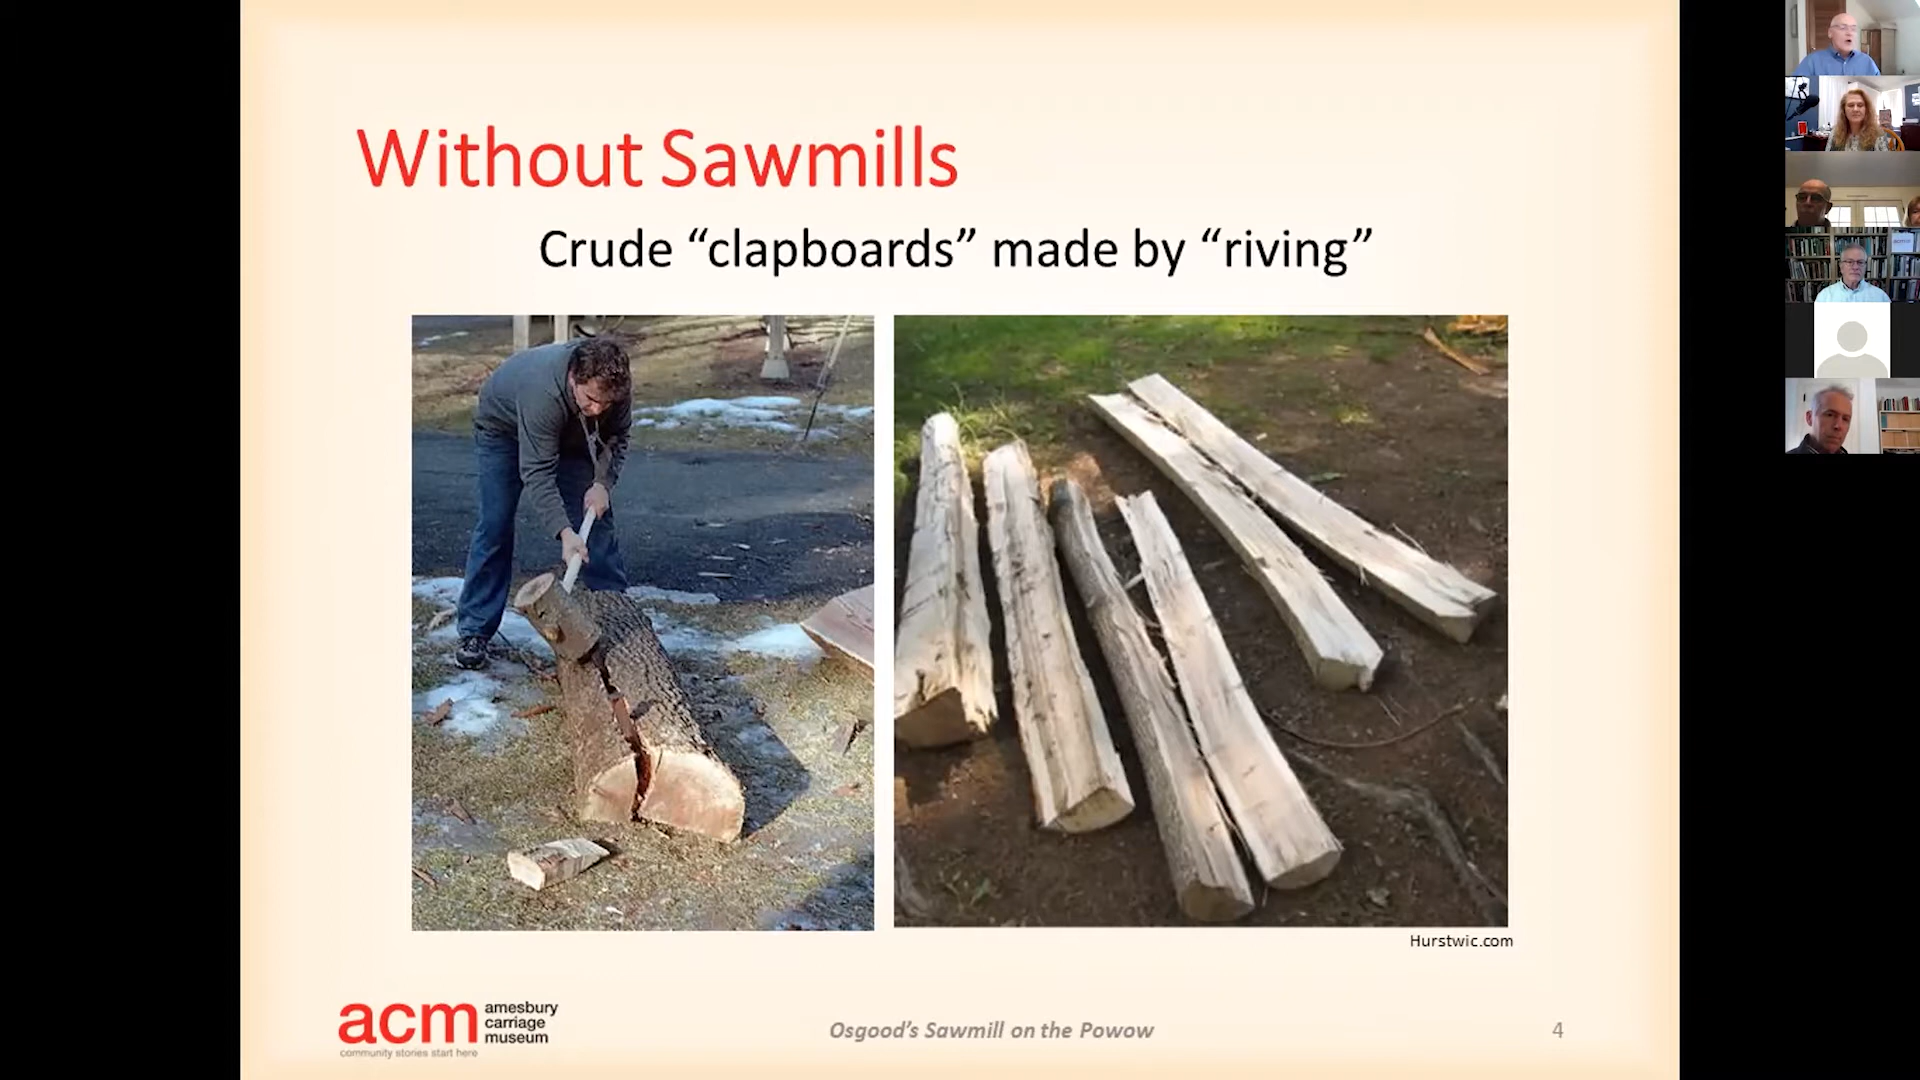 Without Sawmills
Crude “clapboards” made by “riving”
Hurstwic.com
acm
amesbury
carriage
museum
community stories start here
Osgood’s Sawmill on the Powow
4